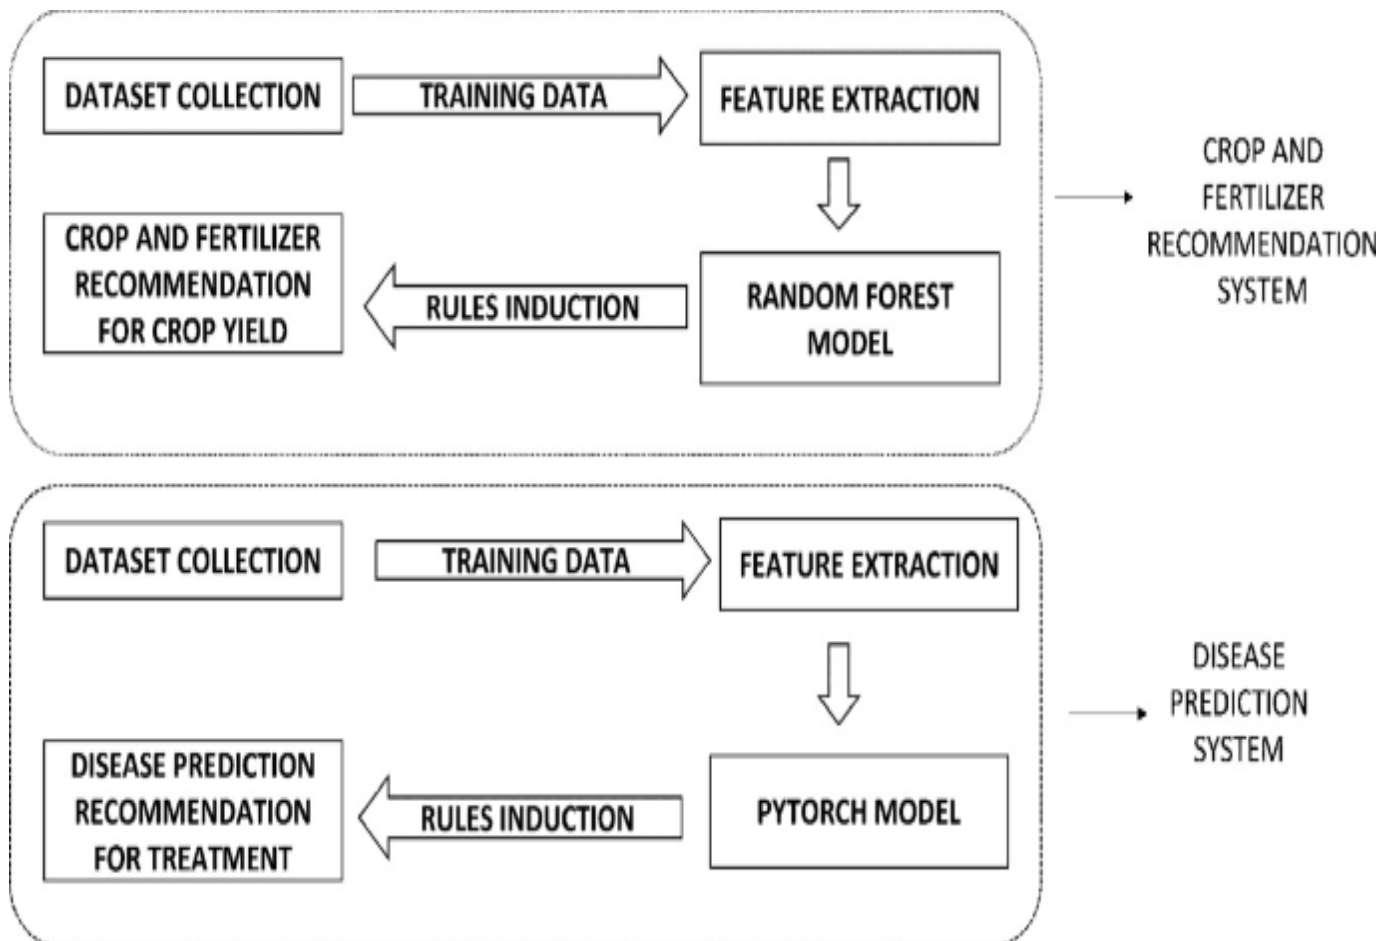 DATASET COLLECTION
TRAINING DATA
FEATURE EXTRACTION
CROP AND FERTILIZER
RECOMMENDATION
FOR CROP YIELD
RULES INDUCTION
RANDOM FOREST
MODEL
CROP AND
FERTILIZER
RECOMMENDATION
SYSTEM
DATASET COLLECTION
TRAINING DATA
FEATURE EXTRACTION
DISEASE PREDICTION
RECOMMENDATION
FOR TREATMENT
RULES INDUCTION
PYTORCH MODEL
DISEASE
PREDICTION
SYSTEM